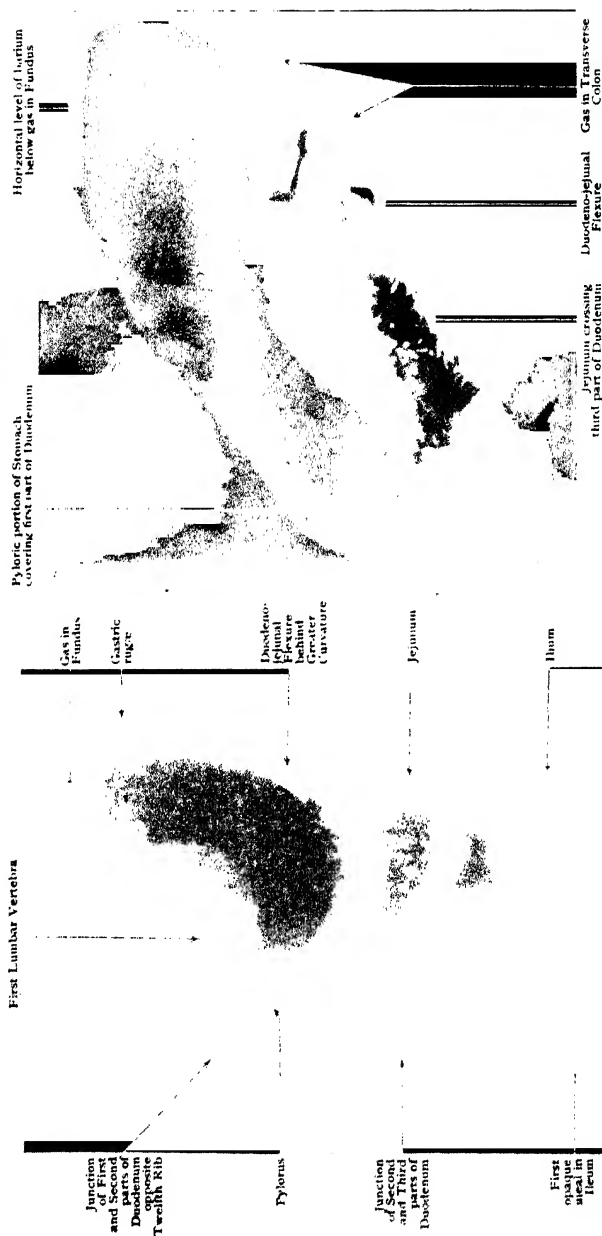 First Lumbar Vertebra
Junction
of First
and Second
parts of
Duodenum
opposite
Twelfth Rib
Pylorus
Junction
of Second
and Third
parts of
Duodenum
First
opaque
meal in
Ileum
Gas in
Fundus
Gastric
rugæ
Duodeno-
jejunal
Flexure
behind
Greater
Curvature
Jejunum
Ilium
Pyloric portion of Stomach
covering first part of Duodenum
Horizontal level of barium
below gas in Fundus
Jejunum crossing
third part of Duodenum
Duodeno-jejunal
Flexure
Gas in Transverse
Colon